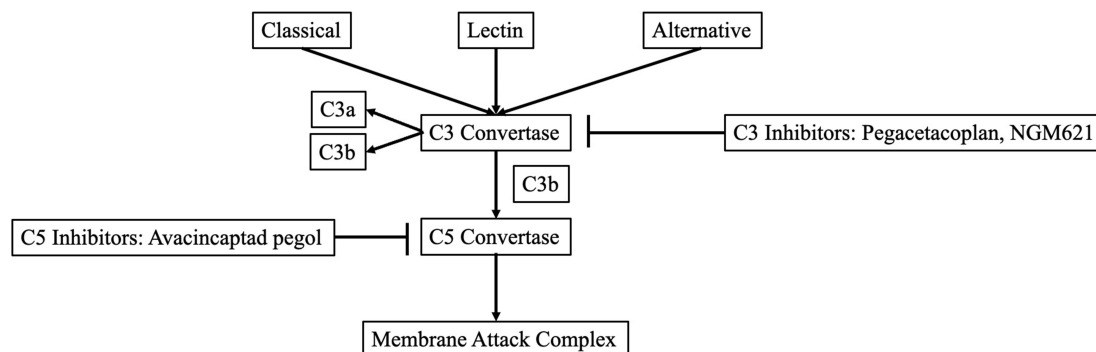 Classical
Lectin
Alternative
C3a
C3 Convertase
C3 Inhibitors: Pegacetacoplan, NGM621
C3b
C3b
C5 Inhibitors: Avacincaptad pegol
C5 Convertase
Membrane Attack Complex